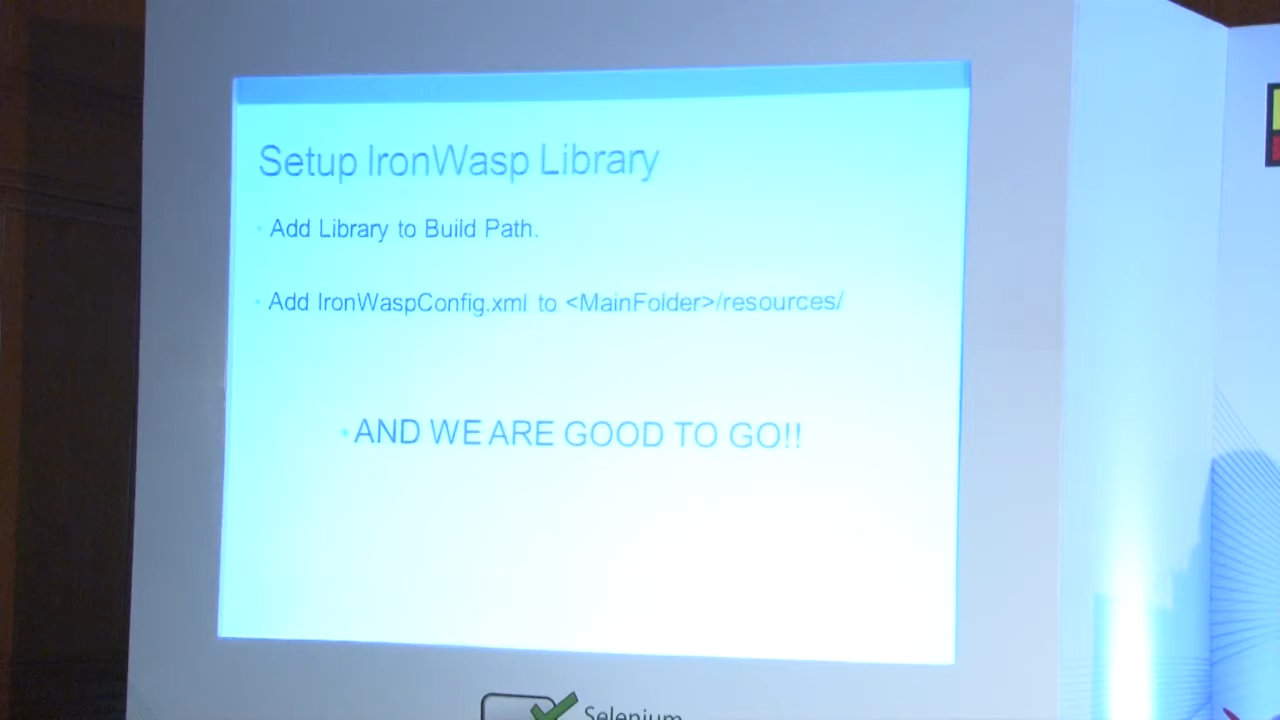 Setup IronWasp Library
• Add Library to Build Path.
• Add IronWaspConfig.xml to <MainFolder>/resources/
• AND WE ARE GOOD TO GO!!
Selenium